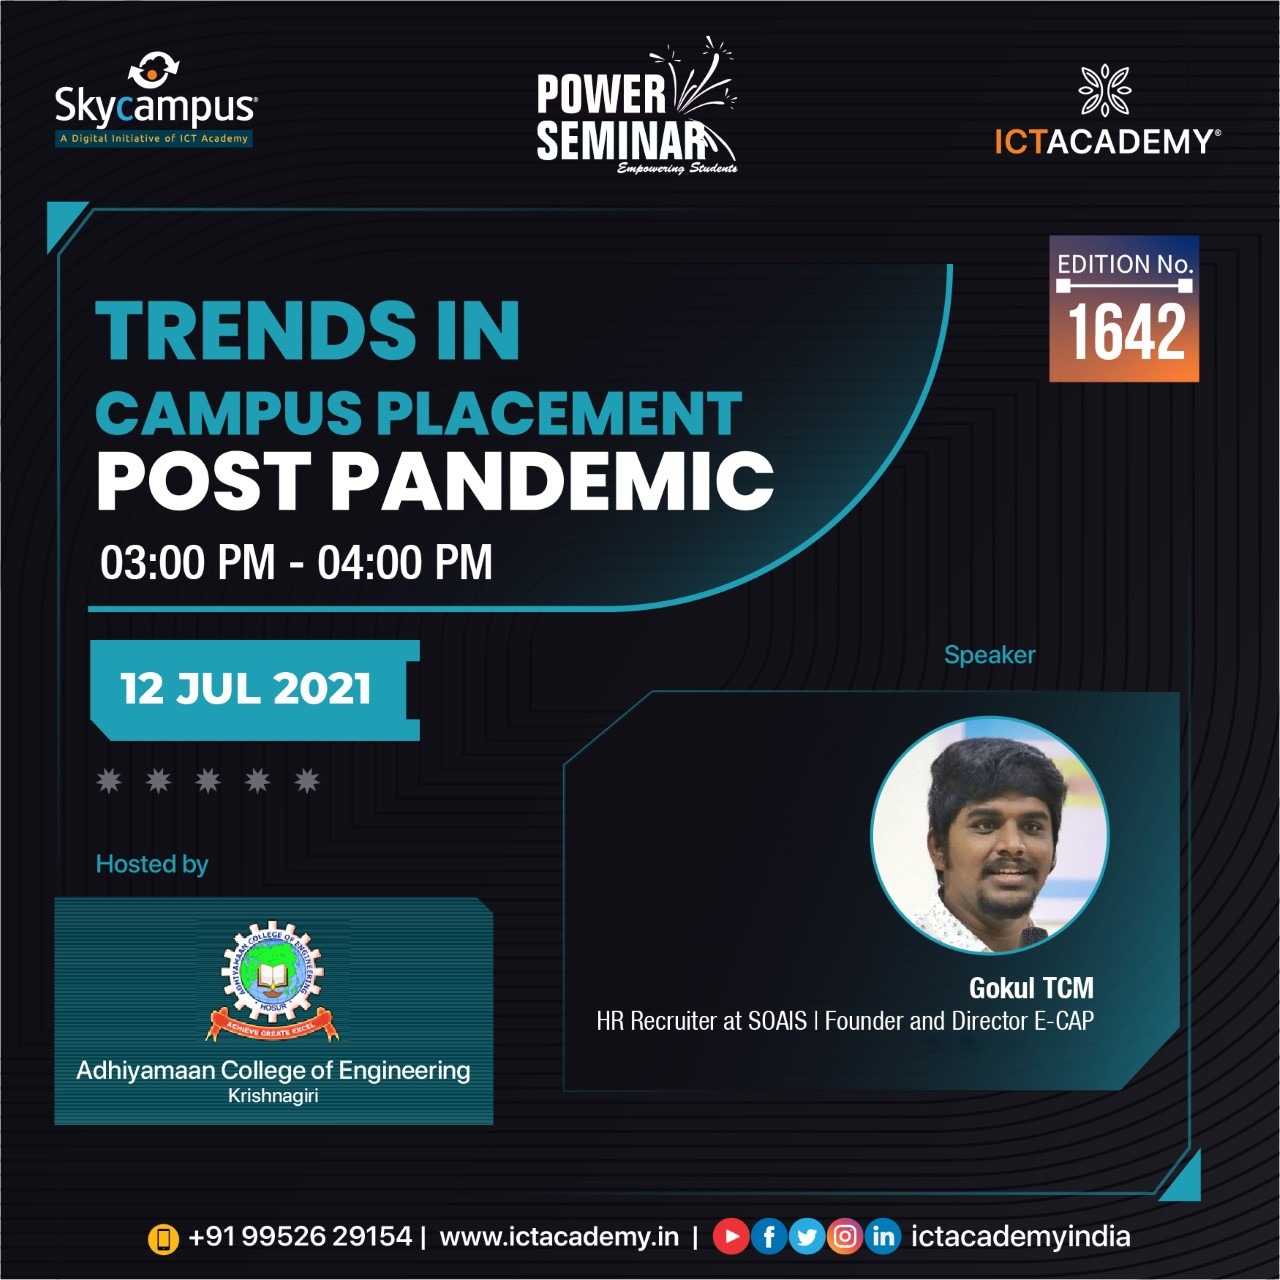 Skycampus®
A Digital Initiative of ICT Academy
POWER
SEMINAR
Empowering Students
ICTACADEMY®
EDITION No.
1642
TRENDS IN
CAMPUS PLACEMENT
POST PANDEMIC
03:00 PM - 04:00 PM
12 JUL 2021
Speaker
Gokul TCM
HR Recruiter at SOAIS | Founder and Director E-CAP
Hosted by
ADHIYAMAAN COLLEGE OF ENGINEERING
HOSUR
ACHIEVE CREATE EXCEL
Adhiyamaan College of Engineering
Krishnagiri
+91 99526 29154 | www.ictacademy.in | ictacademyindia